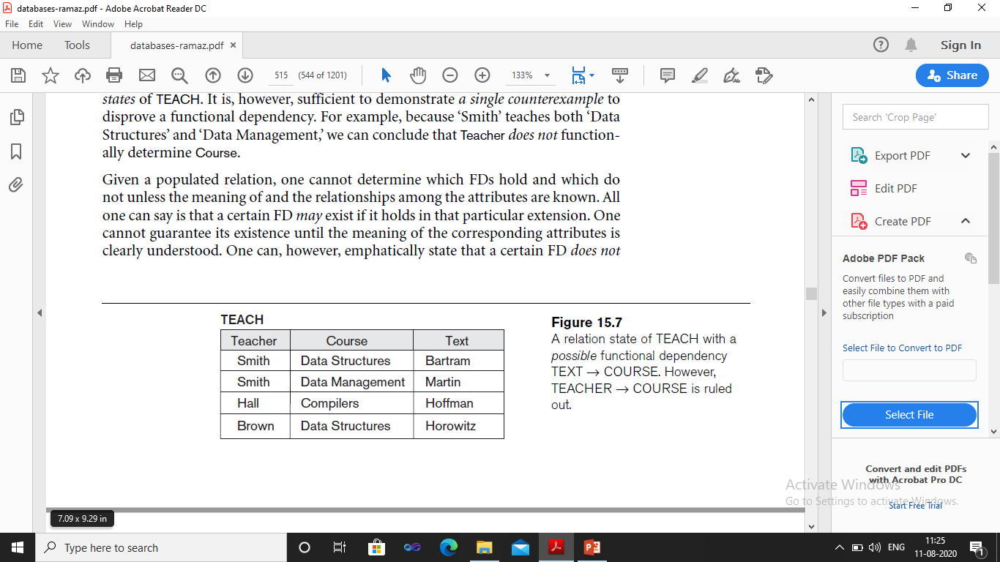 databases-ramaz.pdf - Adobe Acrobat Reader DC
File Edit View Window Help
Home Tools databases-ramaz.pdf × Sign In
515 (544 of 1201) 133% Share
states of TEACH. It is, however, sufficient to demonstrate a single counterexample to
disprove a functional dependency. For example, because ‘Smith’ teaches both ‘Data
Structures’ and ‘Data Management,’ we can conclude that Teacher does not function-
ally determine Course.
Given a populated relation, one cannot determine which FDs hold and which do
not unless the meaning of and the relationships among the attributes are known. All
one can say is that a certain FD may exist if it holds in that particular extension. One
cannot guarantee its existence until the meaning of the corresponding attributes is
clearly understood. One can, however, emphatically state that a certain FD does not
TEACH
Teacher Course Text
Smith Data Structures Bartram
Smith Data Management Martin
Hall Compilers Hoffman
Brown Data Structures Horowitz
Figure 15.7
A relation state of TEACH with a
possible functional dependency
TEXT → COURSE. However,
TEACHER → COURSE is ruled
out.
7.09 x 9.29 in
Search 'Crop Page'
Export PDF
Edit PDF
Create PDF
Adobe PDF Pack
Convert files to PDF and
easily combine them with
other file types with a paid
subscription
Select File to Convert to PDF
Select File
Convert and edit PDFs
with Acrobat Pro DC
Start Free Trial
Activate Windows
Go to Settings to activate Windows.
Type here to search
ENG
11:25
11-08-2020
1